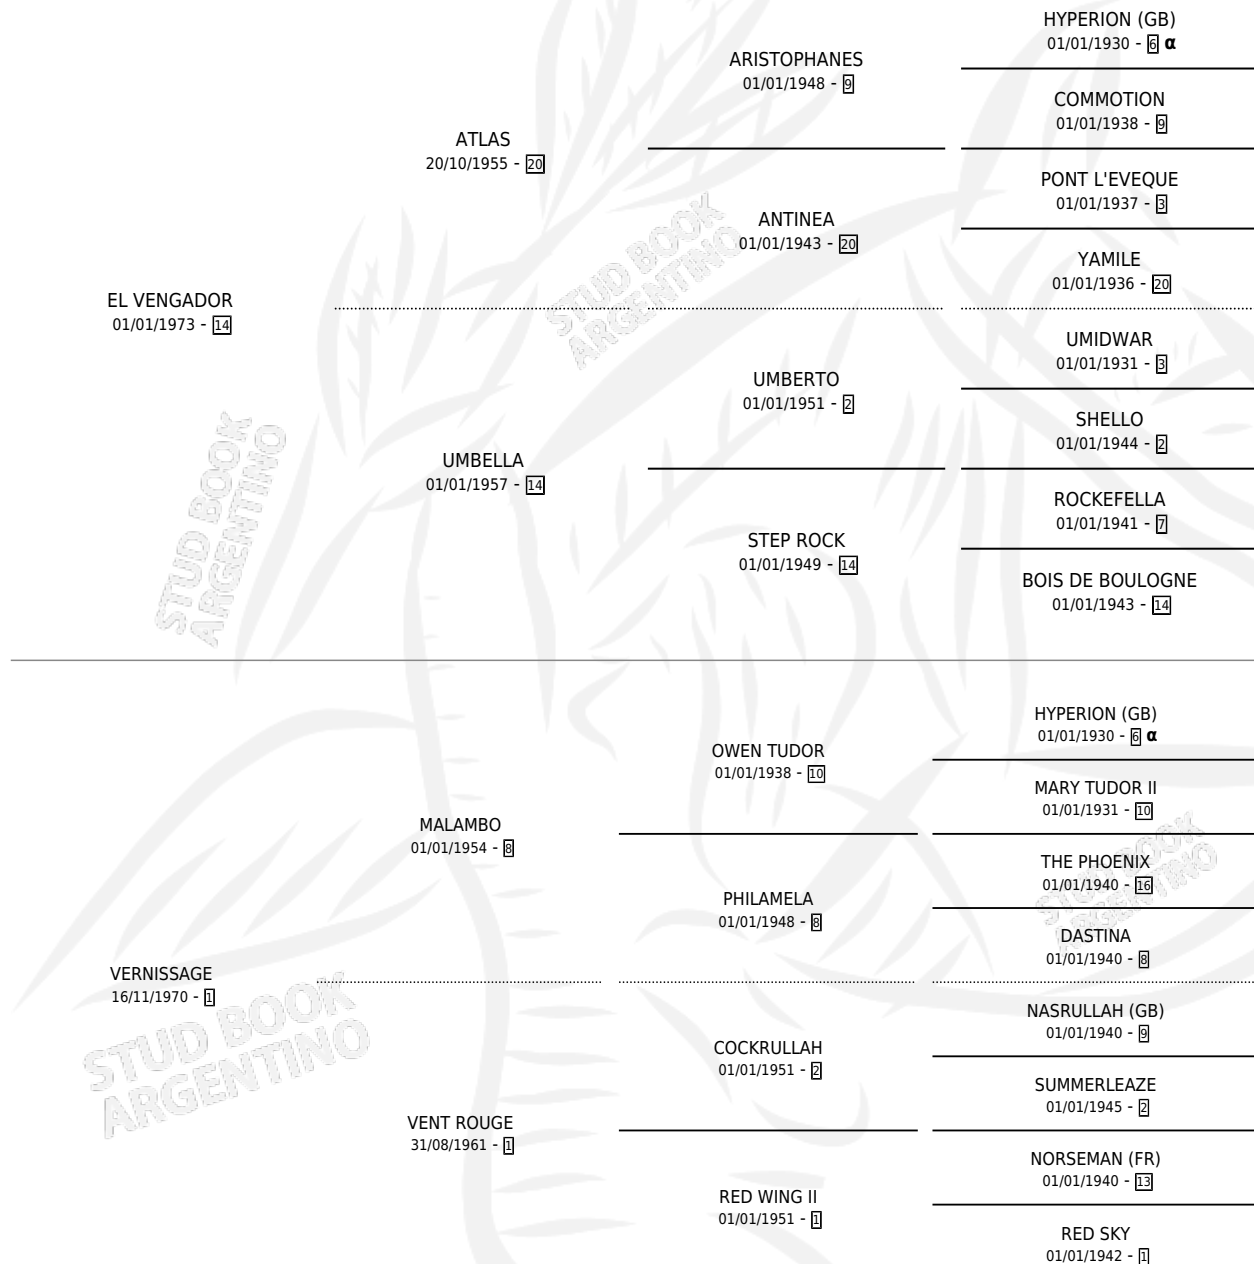 HYPERION (GB)
01/01/1930 - 6 α
ARISTOPHANES
01/01/1948 - 9
COMMOTION
01/01/1938 - 9
ATLAS
20/10/1955 - 20
PONT L'EVEQUE
01/01/1937 - 3
ANTINEA
01/01/1943 - 20
YAMILE
01/01/1936 - 20
EL VENGADOR
01/01/1973 - 14
UMIDWAR
01/01/1931 - 3
UMBERTO
01/01/1951 - 2
SHELLO
01/01/1944 - 2
UMBELLA
01/01/1957 - 14
ROCKEFELLA
01/01/1941 - 7
STEP ROCK
01/01/1949 - 14
BOIS DE BOULOGNE
01/01/1943 - 14
STUD BOOK
ARGENTINO
STUD BOOK
ARGENTINO
HYPERION (GB)
01/01/1930 - 6 α
OWEN TUDOR
01/01/1938 - 10
MARY TUDOR II
01/01/1931 - 10
MALAMBO
01/01/1954 - 8
THE PHOENIX
01/01/1940 - 16
PHILAMELA
01/01/1948 - 8
DASTINA
01/01/1940 - 8
VERNISSAGE
16/11/1970 - 1
NASRULLAH (GB)
01/01/1940 - 9
COCKRULLAH
01/01/1951 - 2
SUMMERLEAZE
01/01/1945 - 2
VENT ROUGE
31/08/1961 - 1
NORSEMAN (FR)
01/01/1940 - 13
RED WING II
01/01/1951 - 1
RED SKY
01/01/1942 - 1
STUD BOOK
ARGENTINO
STUD BOOK
ARGENTINO